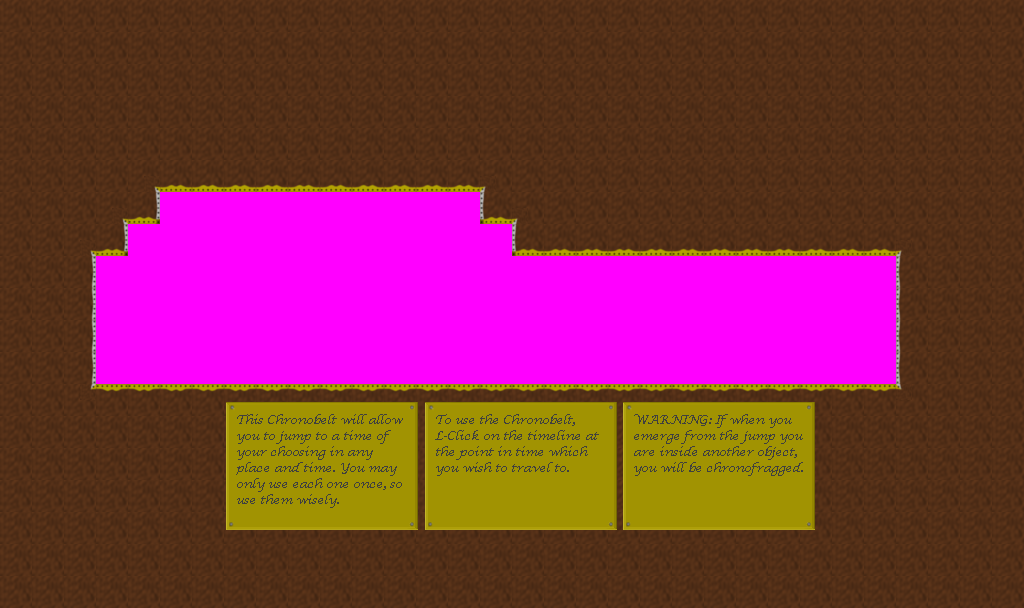 This Chronobelt will allow
you to jump to a time of
your choosing in any
place and time. You may
only use each one once, so
use them wisely.
To use the Chronobelt,
L-Click on the timeline at
the point in time which
you wish to travel to.
WARNING: If when you
emerge from the jump you
are inside another object,
you will be chronofragged.